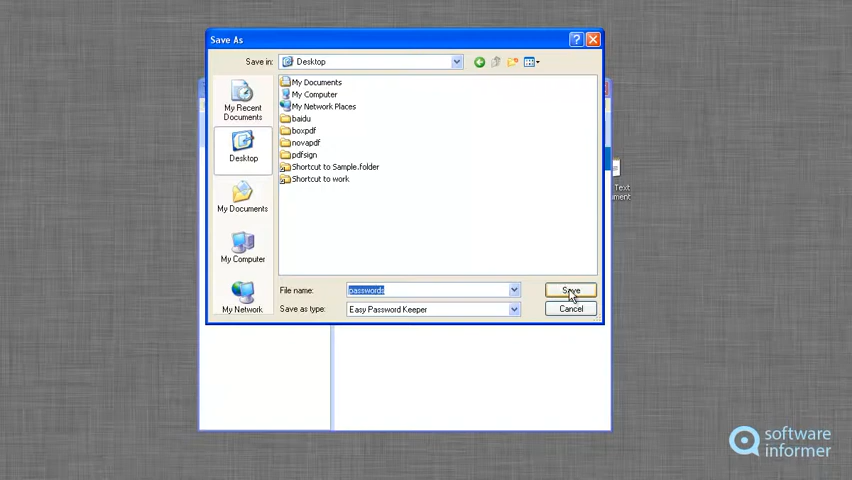 Save As
Save in:
Desktop
My Recent
Documents
Desktop
My Documents
My Computer
My Network
My Documents
My Computer
My Network Places
baidu
boxpdf
novapdf
pdfsign
Shortcut to Sample.folder
Shortcut to work
File name:
passwords
Save
Save as type:
Easy Password Keeper
Cancel
Text
software
informer